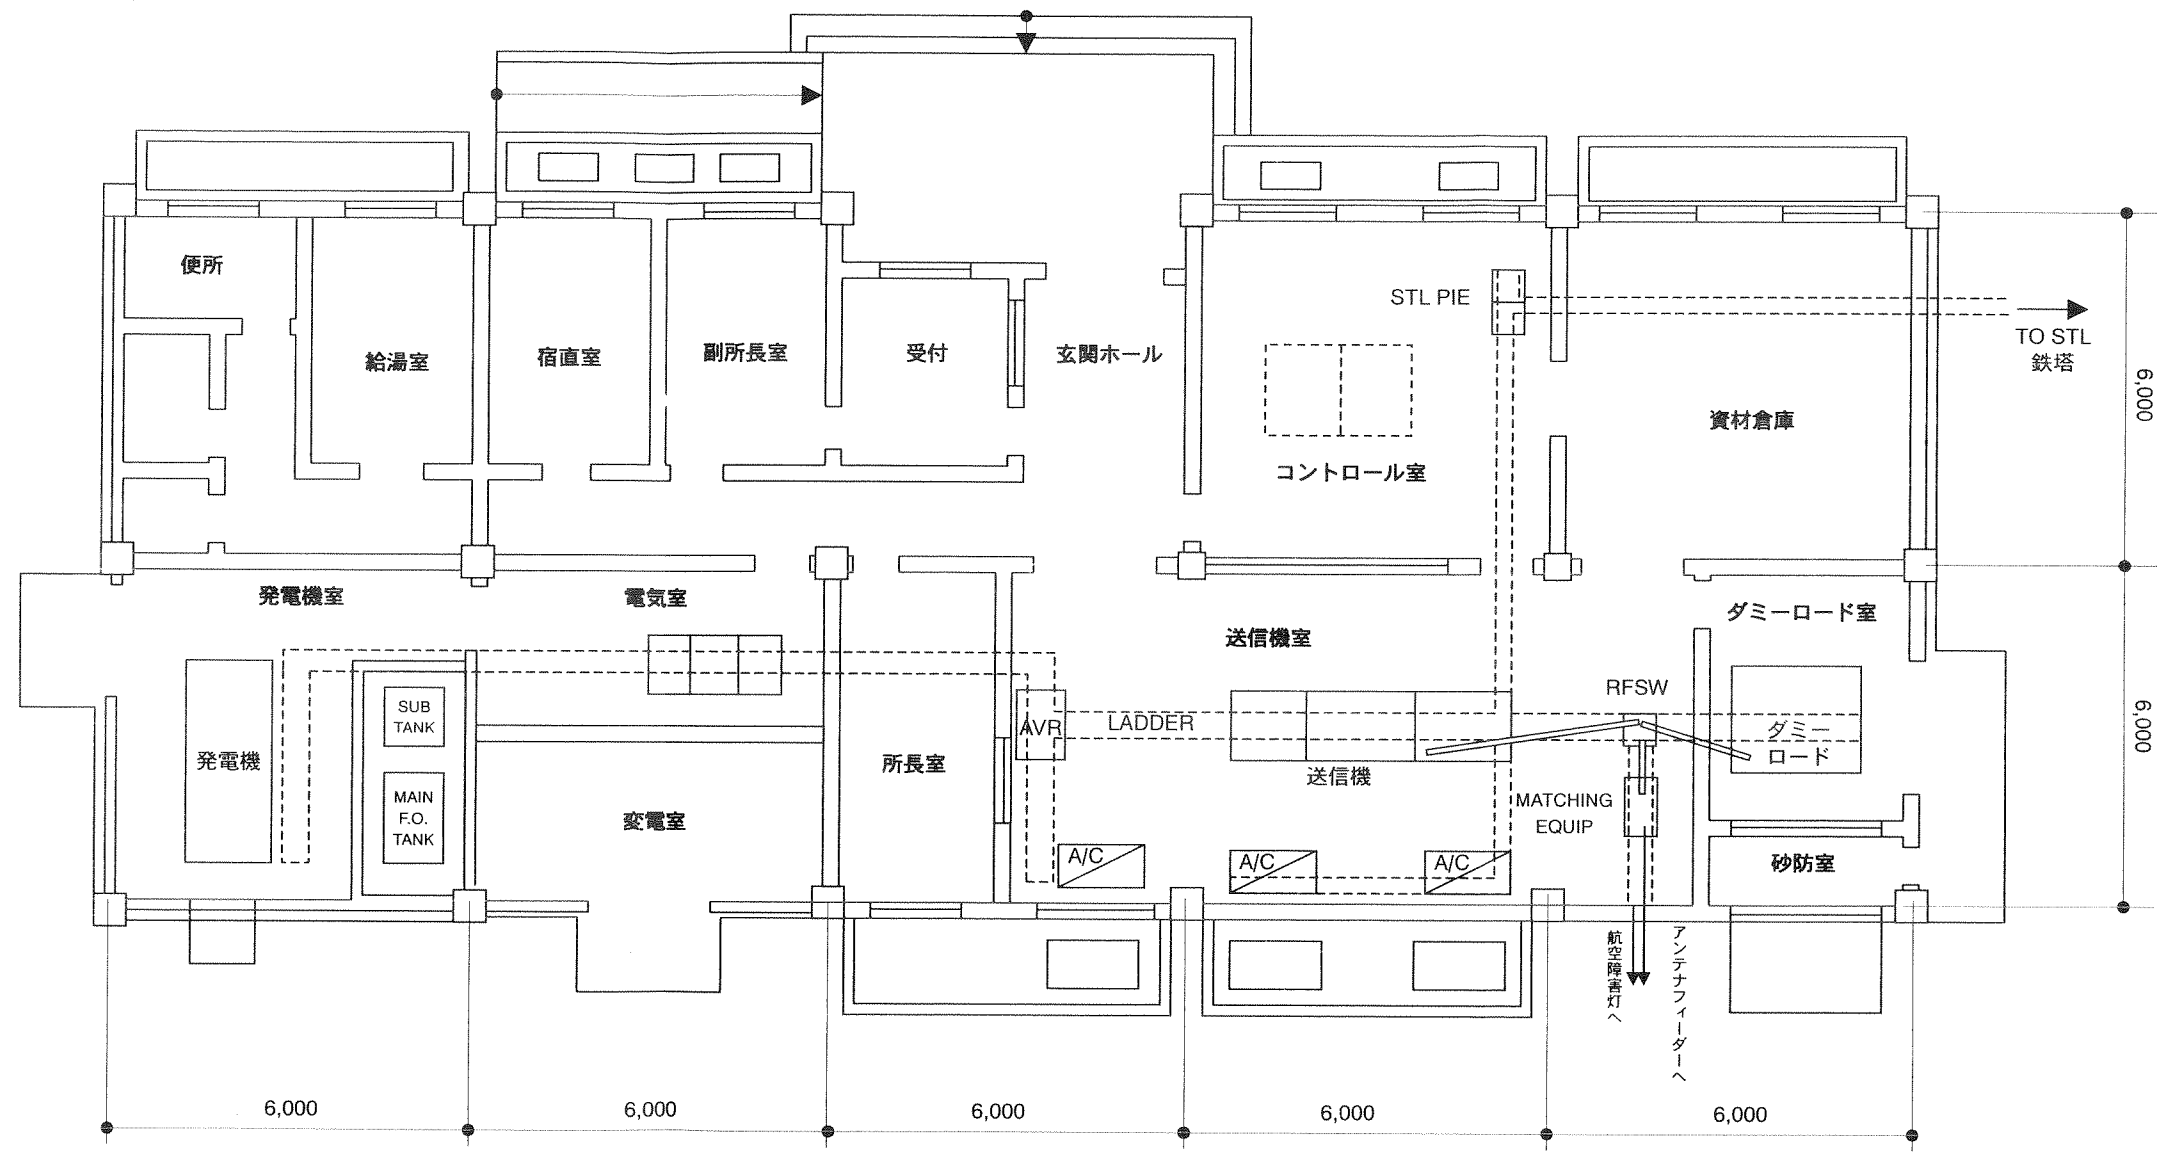 便所
給湯室
宿直室
副所長室
受付
玄関ホール
STL PIE
TO STL
鉄塔
コントロール室
資材倉庫
6,000
発電機室
電気室
送信機室
ダミーロード室
RFSW
SUB
TANK
発電機
MAIN
F.O.
TANK
変電室
所長室
AVR
LADDER
送信機
ダミー
ロード
MATCHING
EQUIP
A/C
A/C
A/C
砂防室
6,000
航空障害灯へ
アンテナフィーダーへ
6,000
6,000
6,000
6,000
6,000